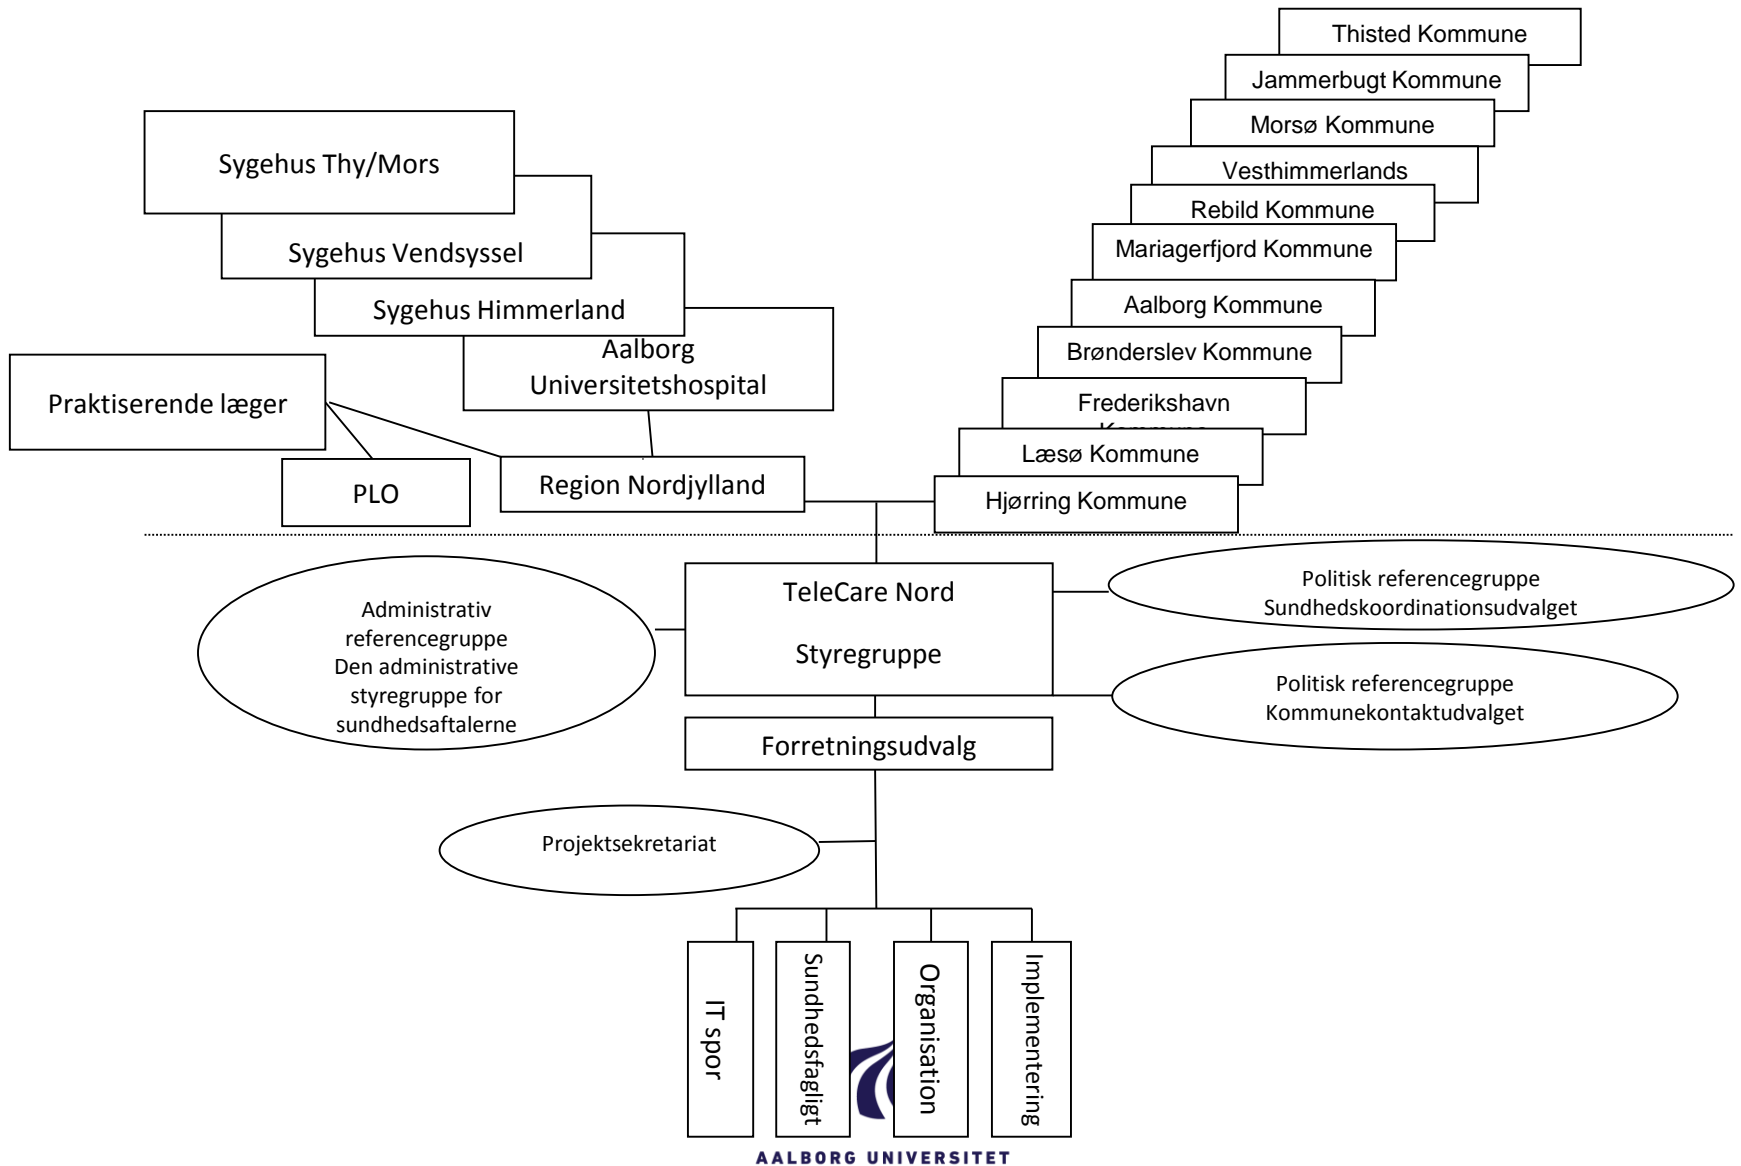 Thisted Kommune
Jammerbugt Kommune
Morsø Kommune
Vesthimmerlands
Rebild Kommune
Mariagerfjord Kommune
Aalborg Kommune
Brønderslev Kommune
Frederikshavn
Kommune
Læsø Kommune
Hjørring Kommune
Sygehus Thy/Mors
Sygehus Vendsyssel
Sygehus Himmerland
Aalborg
Universitetshospital
Praktiserende læger
PLO
Region Nordjylland
TeleCare Nord
Styregruppe
Administrativ
referencegruppe
Den administrative
styregruppe for
sundhedsaftalerne
Politisk referencegruppe
Sundhedskoordinationsudvalget
Politisk referencegruppe
Kommunekontaktudvalget
Forretningsudvalg
Projektsekretariat
IT spor
Sundhedsfagligt
Organisation
Implementering
AALBORG UNIVERSITET